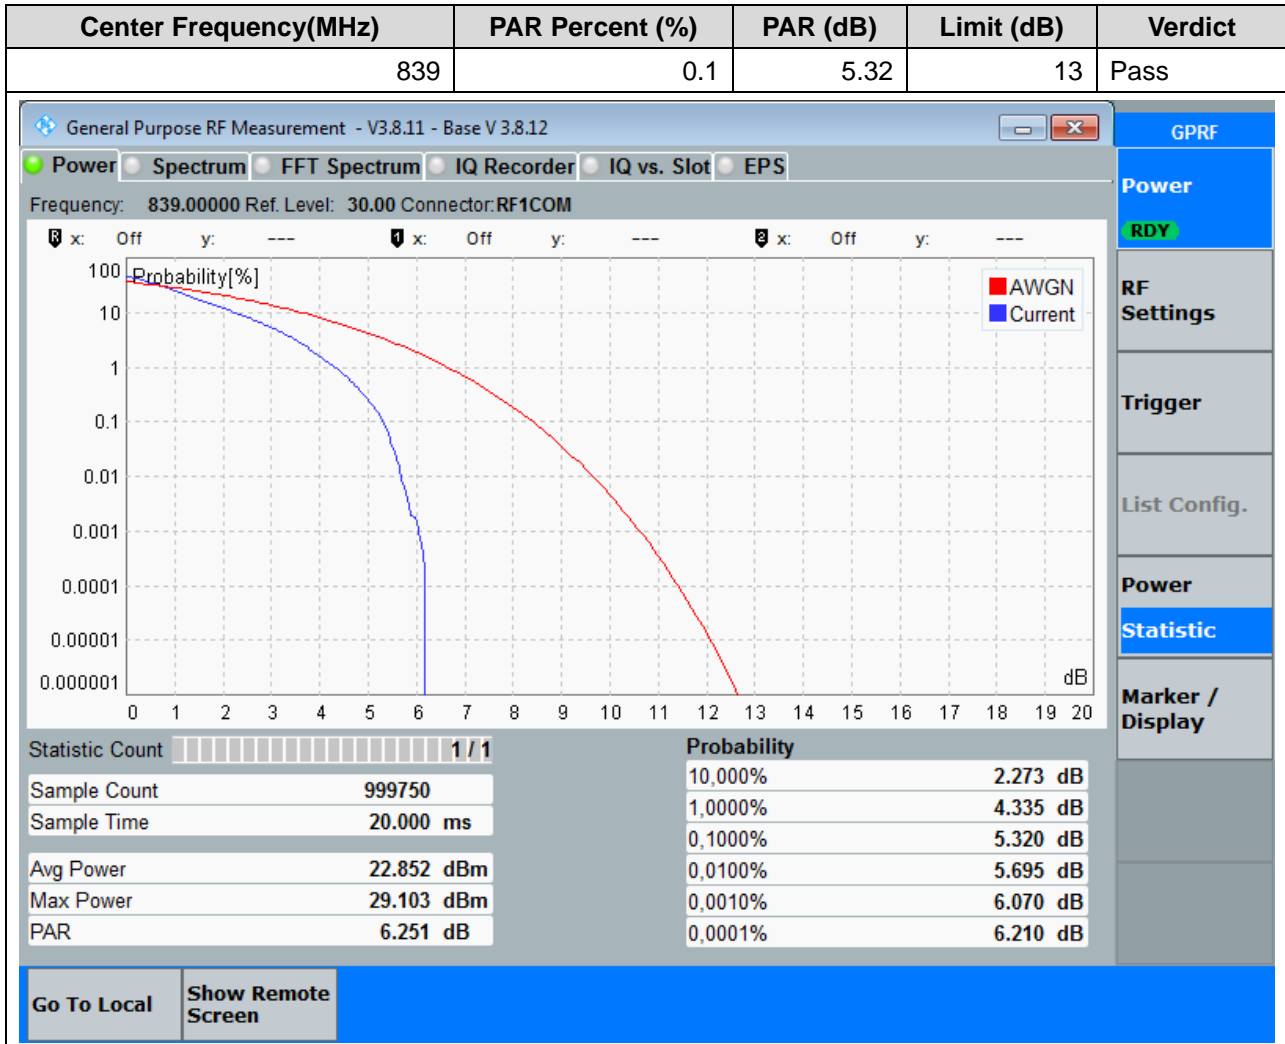 Center Frequency(MHz) PAR Percent (%) PAR (dB) Limit (dB) Verdict
839 0.1 5.32 13 Pass
General Purpose RF Measurement - V3.8.11 - Base V 3.8.12
GPRF
Power Spectrum FFT Spectrum IQ Recorder IQ vs. Slot EPS
Power
RDY
Frequency: 839.00000 Ref. Level: 30.00 Connector:RF1COM
R x: Off y: --- 1 x: Off y: --- 2 x: Off y: ---
Probability[%]
AWGN
Current
100
10
1
0.1
0.01
0.001
0.0001
0.00001
0.000001
dB
0 1 2 3 4 5 6 7 8 9 10 11 12 13 14 15 16 17 18 19 20
RF
Settings
Trigger
List Config.
Power
Statistic
Marker /
Display
Statistic Count 1 / 1
Sample Count 999750
Sample Time 20.000 ms
Avg Power 22.852 dBm
Max Power 29.103 dBm
PAR 6.251 dB
Probability
10,000% 2.273 dB
1,0000% 4.335 dB
0,1000% 5.320 dB
0,0100% 5.695 dB
0,0010% 6.070 dB
0,0001% 6.210 dB
Go To Local
Show Remote
Screen